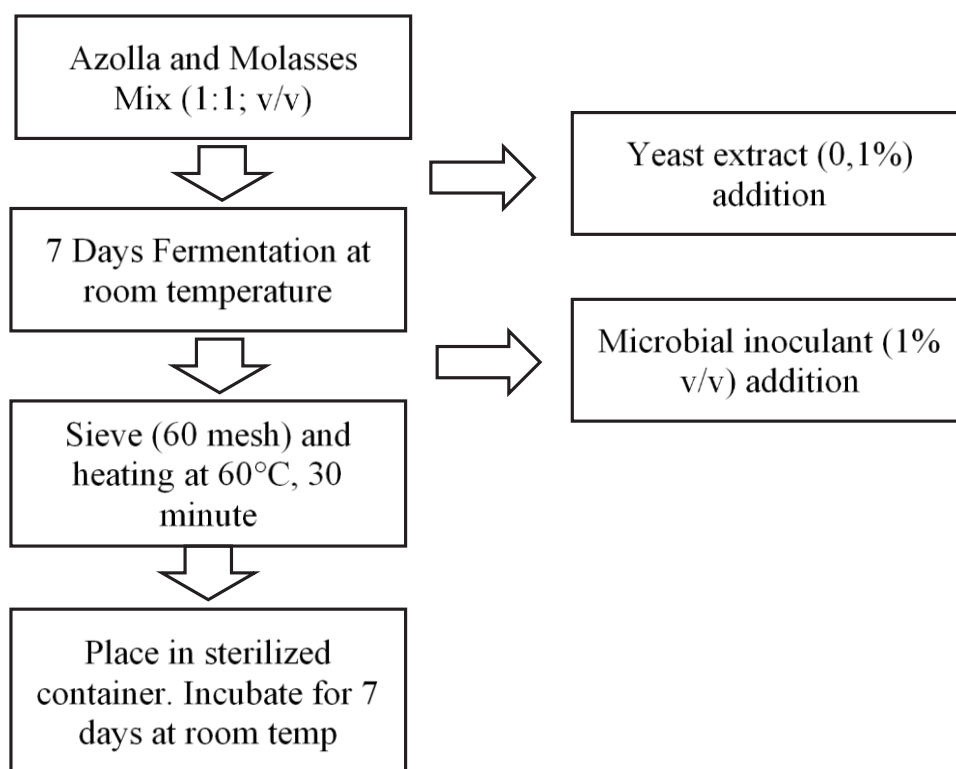 Azolla and Molasses
Mix (1:1; v/v)
Yeast extract (0,1%)
addition
7 Days Fermentation at
room temperature
Microbial inoculant (1%
v/v) addition
Sieve (60 mesh) and
heating at 60°C, 30
minute
Place in sterilized
container. Incubate for 7
days at room temp